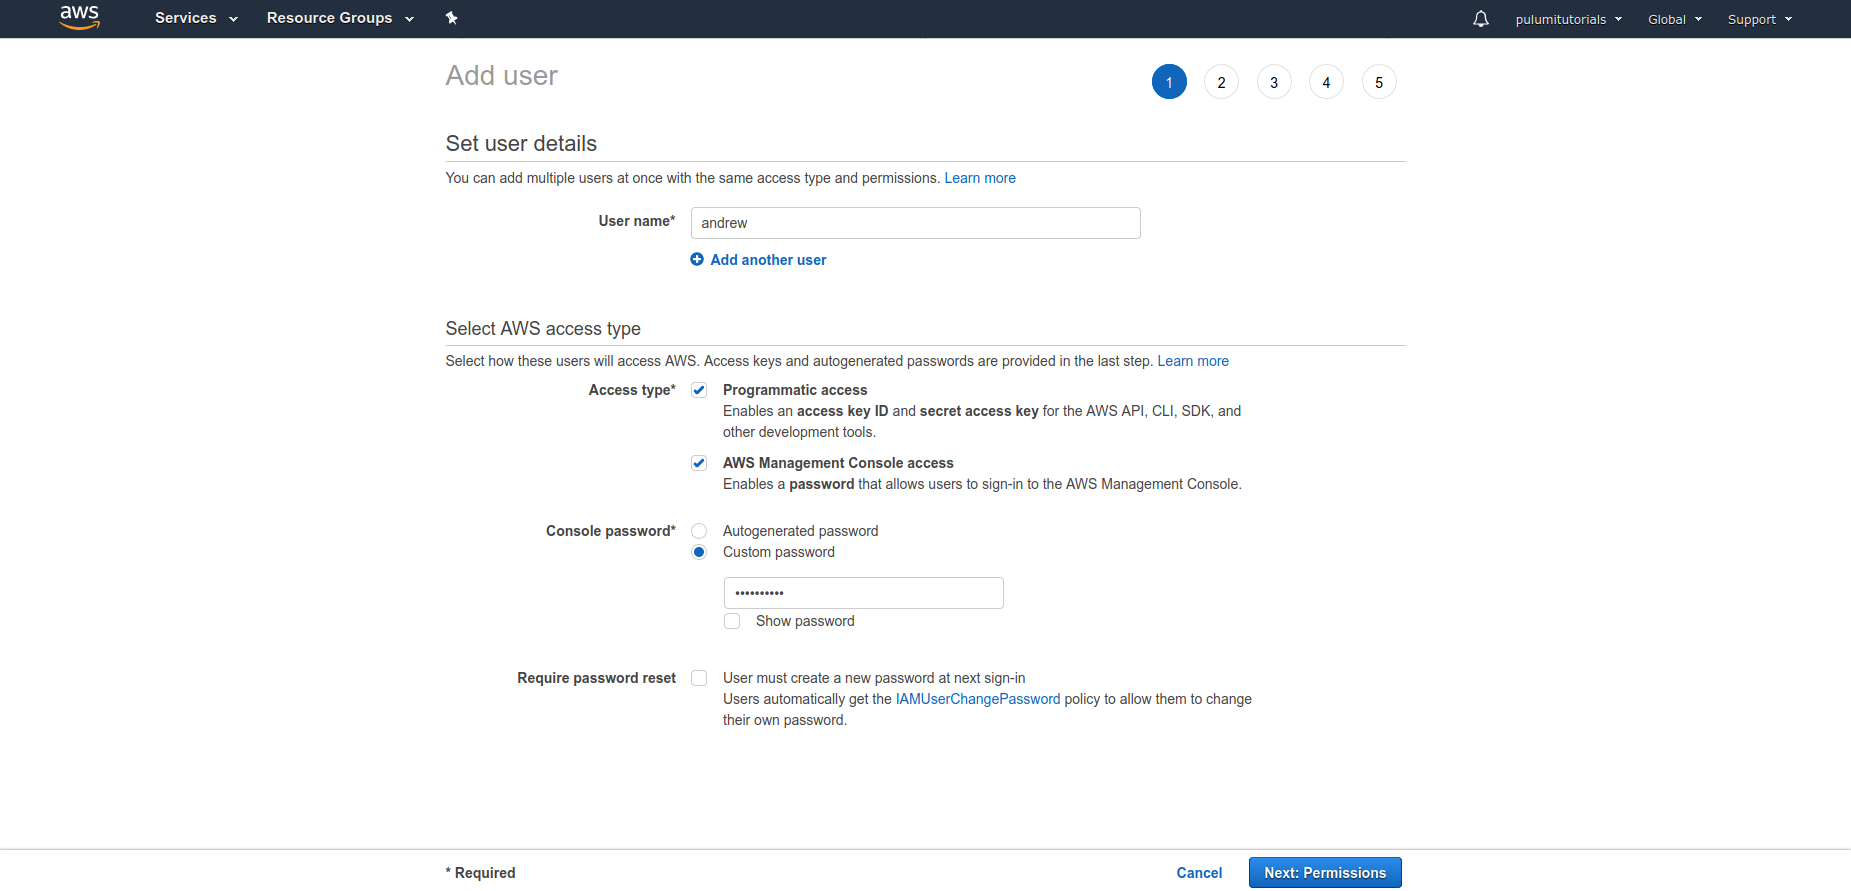 aws Services Resource Groups pulumitutorials Global Support
Add user 1 2 3 4 5
Set user details
You can add multiple users at once with the same access type and permissions. Learn more
User name* andrew
Add another user
Select AWS access type
Select how these users will access AWS. Access keys and autogenerated passwords are provided in the last step. Learn more
Access type* Programmatic access
Enables an access key ID and secret access key for the AWS API, CLI, SDK, and
other development tools.
AWS Management Console access
Enables a password that allows users to sign-in to the AWS Management Console.
Console password* Autogenerated password
Custom password
••••••••••
Show password
Require password reset User must create a new password at next sign-in
Users automatically get the IAMUserChangePassword policy to allow them to change
their own password.
* Required Cancel Next: Permissions